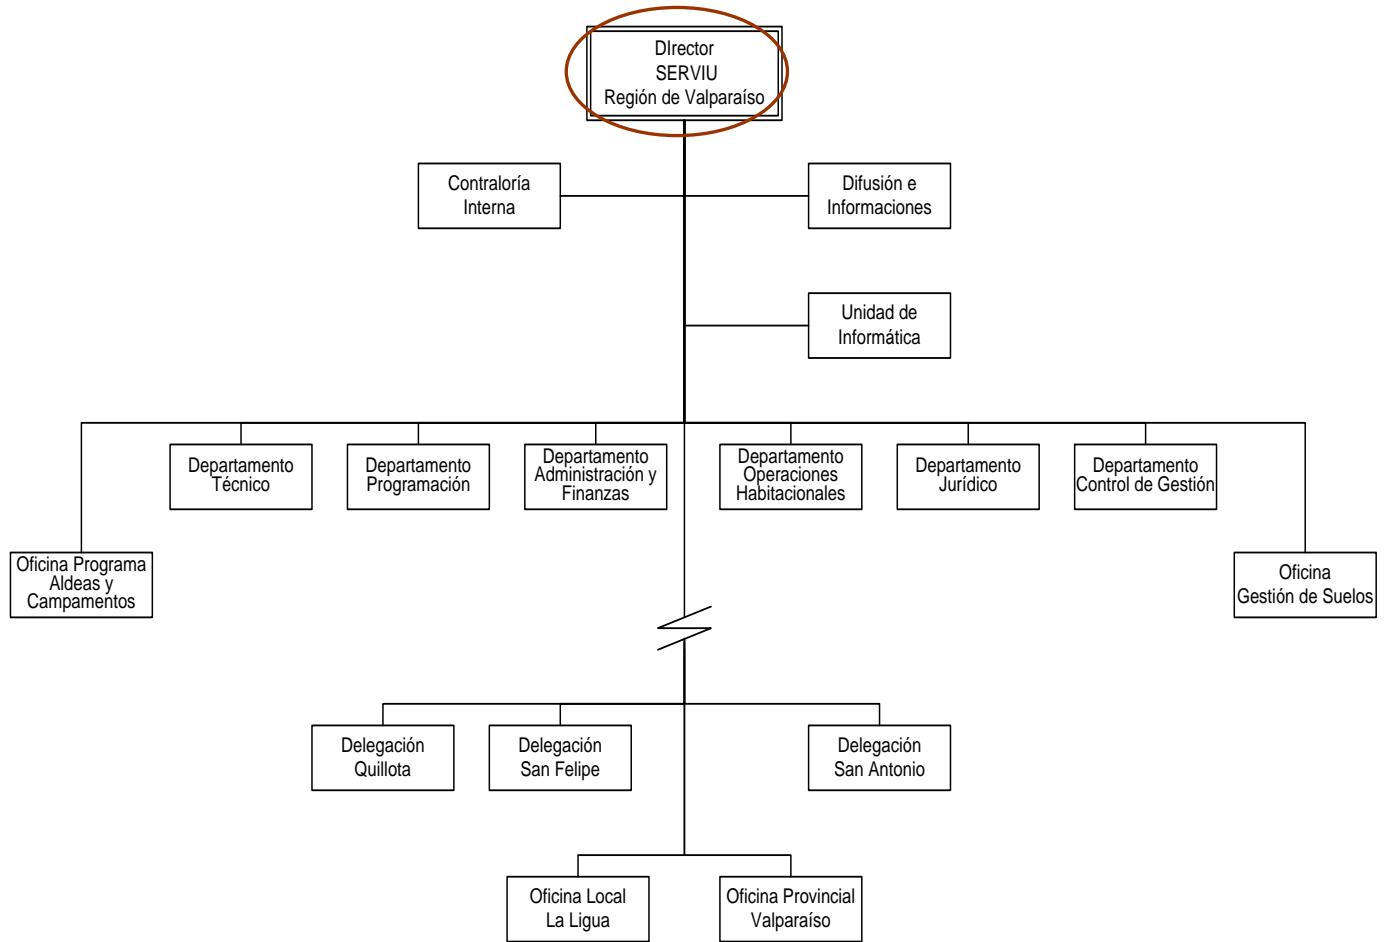 DIrector
SERVIU
Región de Valparaíso
Contraloría
Interna
Difusión e
Informaciones
Unidad de
Informática
Departamento
Técnico
Departamento
Programación
Departamento
Administración y
Finanzas
Departamento
Operaciones
Habitacionales
Departamento
Jurídico
Departamento
Control de Gestión
Oficina Programa
Aldeas y
Campamentos
Oficina
Gestión de Suelos
Delegación
Quillota
Delegación
San Felipe
Delegación
San Antonio
Oficina Local
La Ligua
Oficina Provincial
Valparaíso